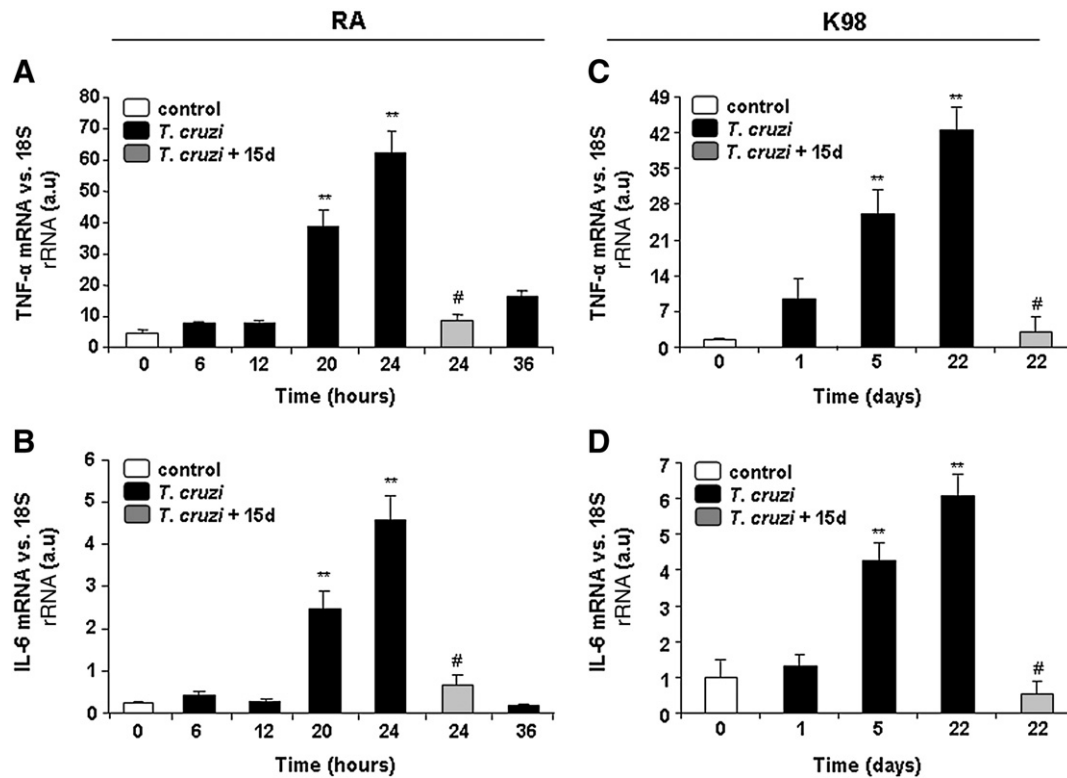 RA
K98
A
TNF-α mRNA vs. 18S
rRNA (a.u)
80
70
60
50
40
30
20
10
0
control
T. cruzi
T. cruzi + 15d
**
**
#
0 6 12 20 24 24 36
Time (hours)
C
TNF-α mRNA vs. 18S
rRNA (a.u)
49
42
35
28
21
14
7
0
control
T. cruzi
T. cruzi + 15d
**
**
#
0 1 5 22 22
Time (days)
B
IL-6 mRNA vs. 18S
rRNA (a.u)
6
5
4
3
2
1
0
control
T. cruzi
T. cruzi + 15d
**
**
#
0 6 12 20 24 24 36
Time (hours)
D
IL-6 mRNA vs. 18S
rRNA (a.u)
7
6
5
4
3
2
1
0
control
T. cruzi
T. cruzi + 15d
**
**
#
0 1 5 22 22
Time (days)